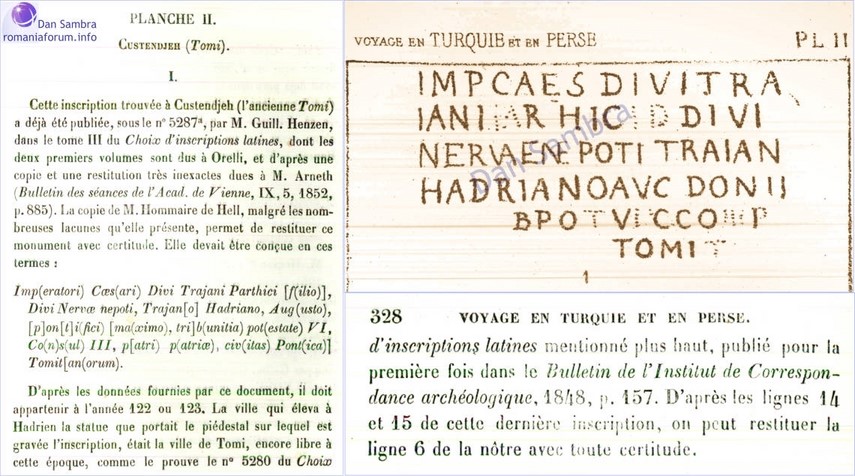 Dan Sambra
romaniaforum.info
PLANCHE II.
CUSTENDJEH (Tomi).
I.
Cette inscription trouvée à Custendjeh (l'ancienne Tomi)
a déjà été publiée, sous le n° 5287ª, par M. Guill. Henzen,
dans le tome III du Choix d'inscriptions latines, dont les
deux premiers volumes sont dus à Orelli, et d'après une
copie et une restitution très inexactes dues à M. Arneth
(Bulletin des séances de l'Acad. de Vienne, IX, 5, 1852,
p. 885). La copie de M. Hommaire de Hell, malgré les nom-
breuses lacunes qu'elle présente, permet de restituer ce
monument avec certitude. Elle devait être conçue en ces
termes :
Imp(eratori) Cæs(ari) Divi Trajani Parthici [f(ilio)],
Divi Nervæ nepoti, Trajan[o] Hadriano, Aug(usto),
[p]on[t]i(fici) [ma(ximo), tri]b(unitia) pot(estate) VI,
Co(n)s(ul) III, p[atri) p(atriæ, civ(itas) Pont(ica)]
Tomit[an(orum).
D'après les données fournies par ce document, il doit
appartenir à l'année 122 ou 123. La ville qui éleva à
Hadrien la statue que portait le piédestal sur lequel est
gravée l'inscription, était la ville de Tomi, encore libre à
cette époque, comme le prouve le n° 5280 du Choix
VOYAGE EN TURQUIE ET EN PERSE
PL II
IMPCAES DIVITRA
IANI AR HIC D DIVI
NERVAEN EPOTI TRAIAN
HADRIANOAVC DONII
BPOT VI CCO P
TOMIT
1
Dan Sambra
328 VOYAGE EN TURQUIE ET EN PERSE.
d'inscriptions latines mentionné plus haut, publié pour la
première fois dans le Bulletin de l'Institut de Correspon-
dance archéologique, 1848, p. 157. D'après les lignes 14
et 15 de cette dernière inscription, on peut restituer la
ligne 6 de la nôtre avec toute certitude.